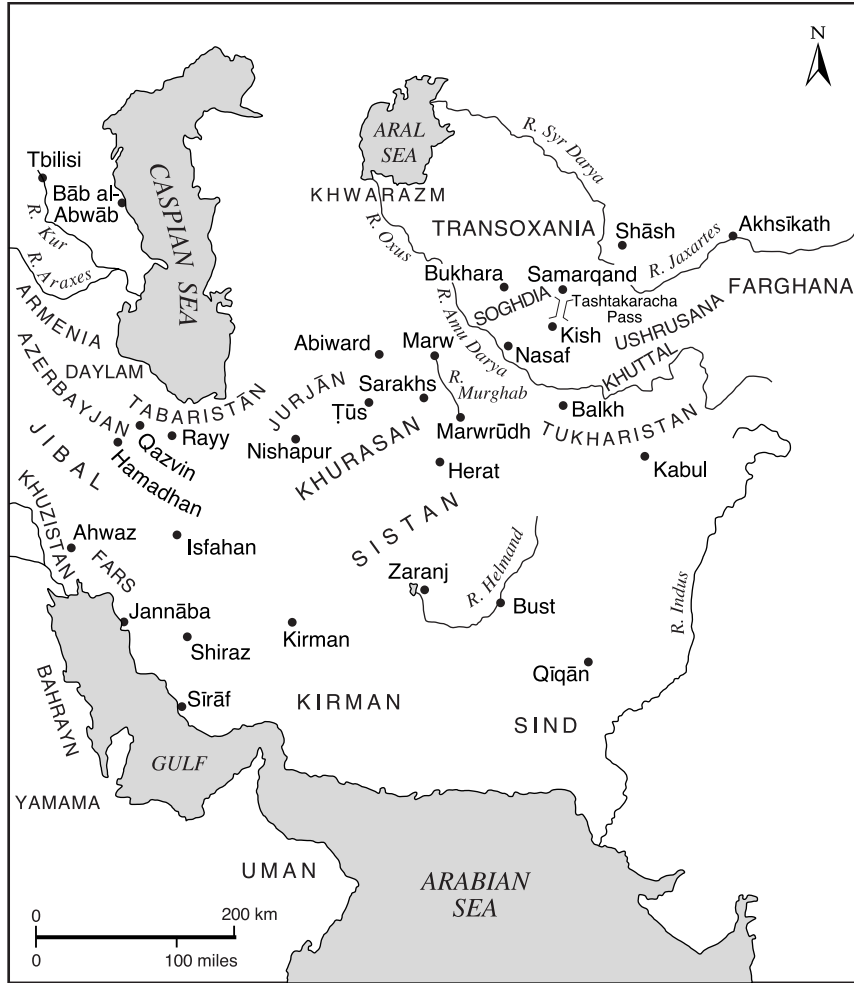 N
ARAL
SEA
R. Syr Darya
Tbilisi
Bāb al-
Abwāb
CASPIAN SEA
KHWARAZM
R. Kur
R. Araxes
R. Oxus
TRANSOXANIA
Shāsh
Akhsīkath
R. Jaxartes
Bukhara
Samarqand
FARGHANA
SOGHDIA
Tashtakaracha
Pass
USHRUSANA
ARMENIA
R. Amu Darya
Kish
Abiward
Marw
Nasaf
KHUTTAL
DAYLAM
AZERBAYJAN
TABARISTĀN
JURJĀN
Sarakhs
R.
Murghab
Ṭūs
Balkh
JIBAL
Qazvin
Rayy
Nishapur
KHURASAN
Marwrūdh
TUKHARISTAN
Hamadhan
Herat
Kabul
KHUZISTAN
SISTAN
Ahwaz
Isfahan
FARS
Zaranj
R. Helmand
Bust
R. Indus
Jannāba
Shiraz
Kirman
Qīqān
BAHRAYN
Sīrāf
KIRMAN
SIND
GULF
YAMAMA
UMAN
ARABIAN
SEA
0 200 km
0 100 miles